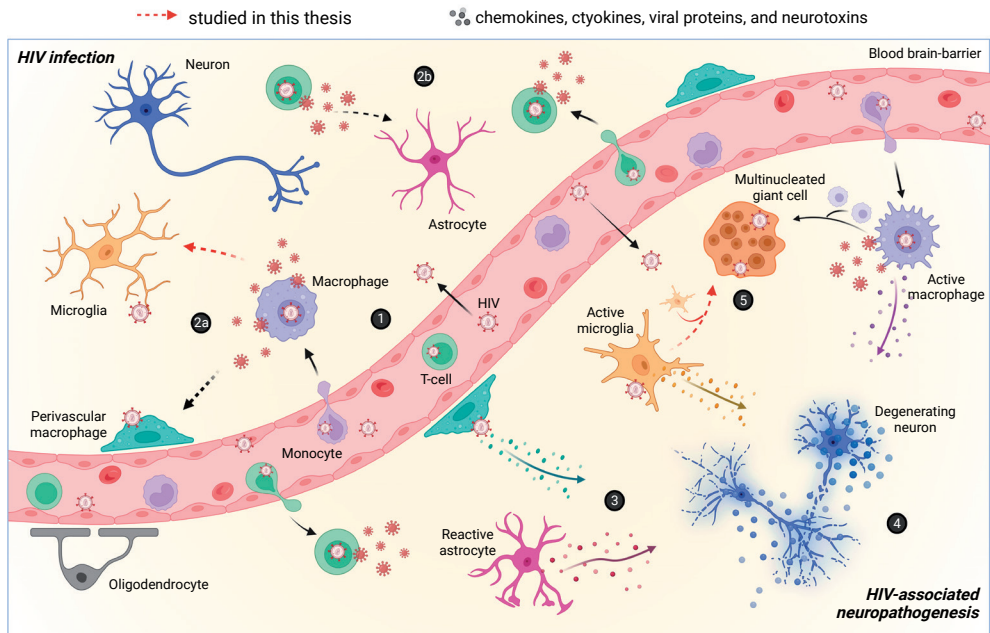 studied in this thesis
chemokines, ctyokines, viral proteins, and neurotoxins
HIV infection
Neuron
2b
Blood brain-barrier
Astrocyte
Multinucleated
giant cell
Microglia
Macrophage
Active
macrophage
2a
1
HIV
5
Active
microglia
T-cell
Perivascular
macrophage
Monocyte
Degenerating
neuron
3
4
Reactive
astrocyte
Oligodendrocyte
HIV-associated
neuropathogenesis